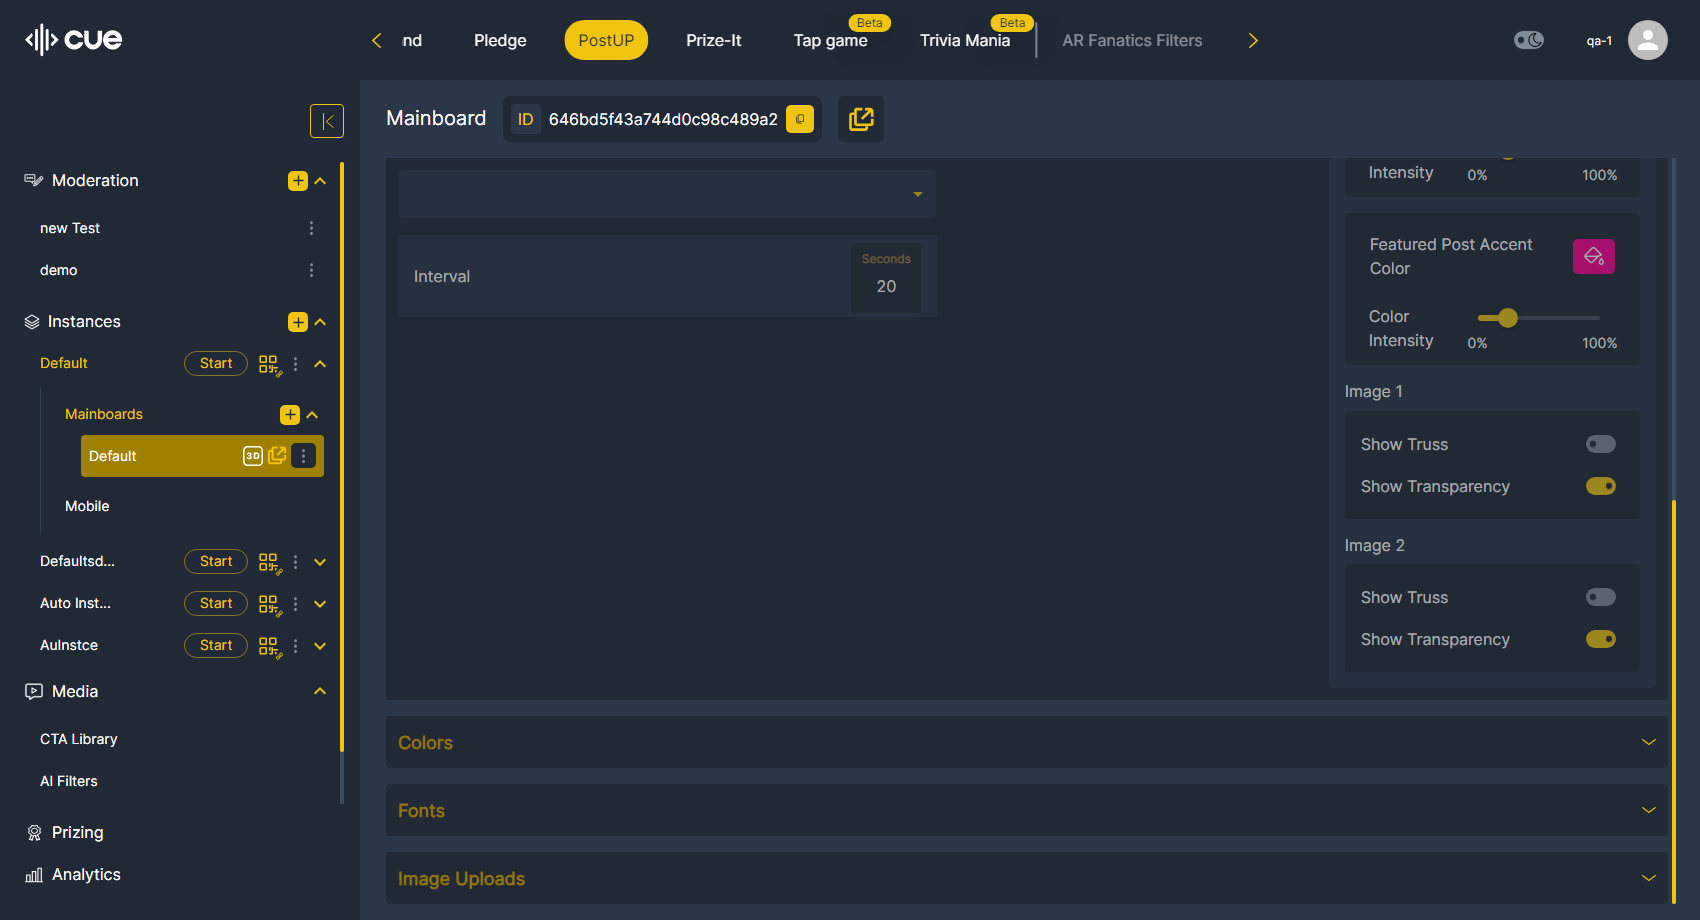 cue
nd
Pledge
PostUP
Prize-It
Tap game
Beta
Trivia Mania
Beta
AR Fanatics Filters
qa-1
Mainboard
ID
646bd5f43a744d0c98c489a2
Moderation
new Test
demo
Instances
Default
Start
Mainboards
Default
3D
Mobile
Defaultsd...
Start
Auto Inst...
Start
AuInstce
Start
Media
CTA Library
AI Filters
Prizing
Analytics
Interval
Seconds
20
Intensity
0%
100%
Featured Post Accent
Color
Color
Intensity
0%
100%
Image 1
Show Truss
Show Transparency
Image 2
Show Truss
Show Transparency
Colors
Fonts
Image Uploads